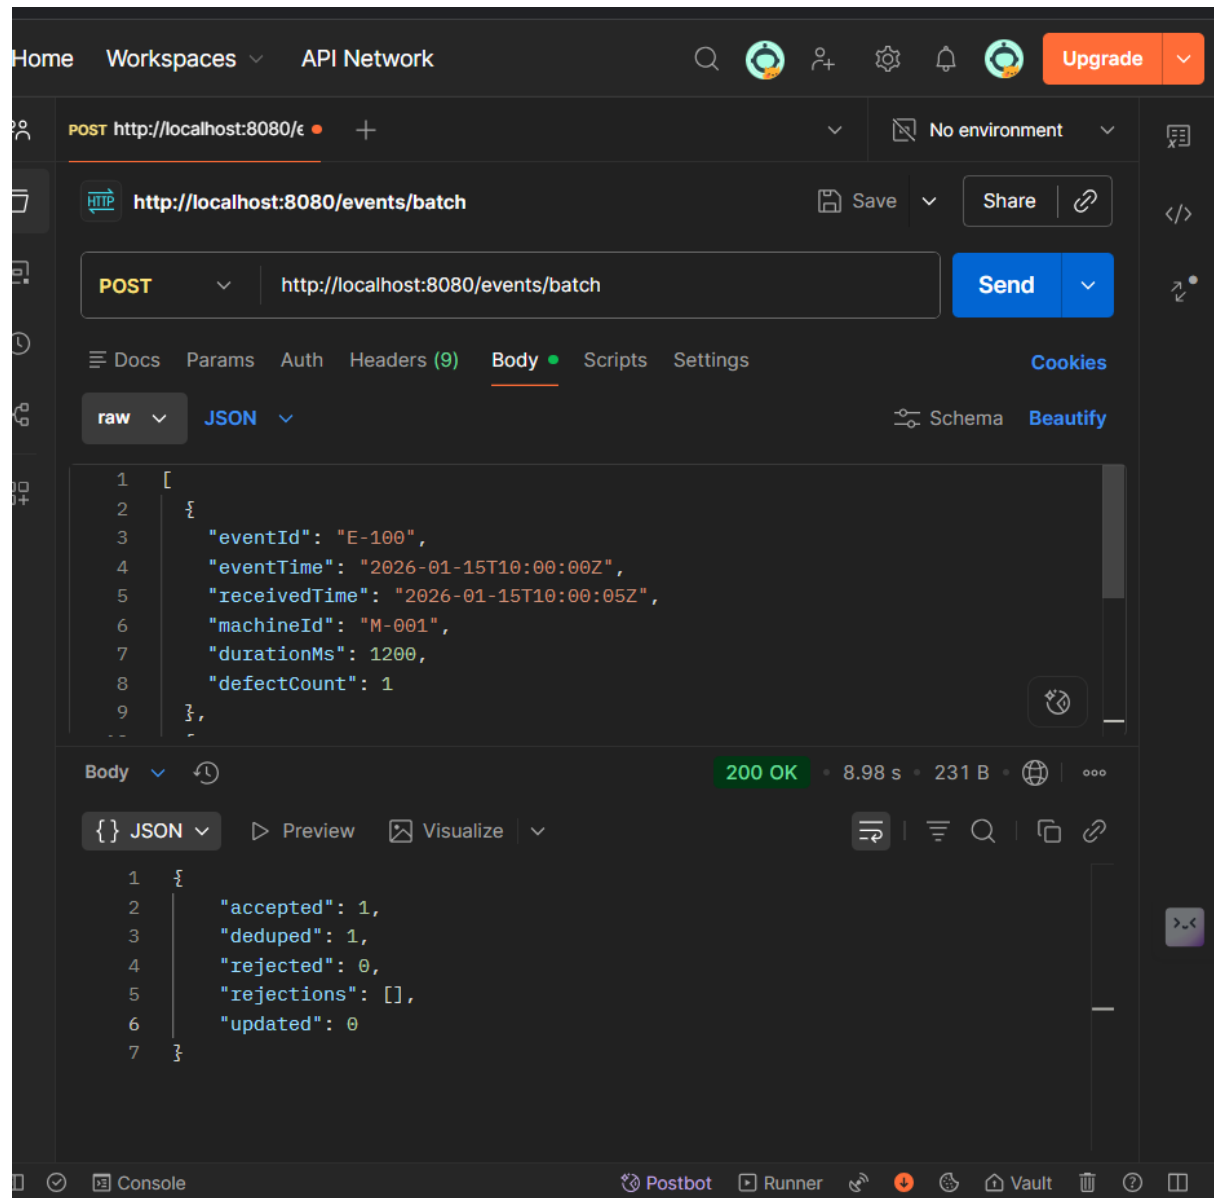 Home Workspaces API Network Upgrade
POST http://localhost:8080/e No environment
HTTP http://localhost:8080/events/batch Save Share
POST http://localhost:8080/events/batch Send
Docs Params Auth Headers (9) Body Scripts Settings Cookies
raw JSON Schema Beautify
1 [
2 {
3 "eventId": "E-100",
4 "eventTime": "2026-01-15T10:00:00Z",
5 "receivedTime": "2026-01-15T10:00:05Z",
6 "machineId": "M-001",
7 "durationMs": 1200,
8 "defectCount": 1
9 },
Body 200 OK • 8.98 s • 231 B •
{} JSON Preview Visualize
1 {
2 "accepted": 1,
3 "deduped": 1,
4 "rejected": 0,
5 "rejections": [],
6 "updated": 0
7 }
Console Postbot Runner Vault